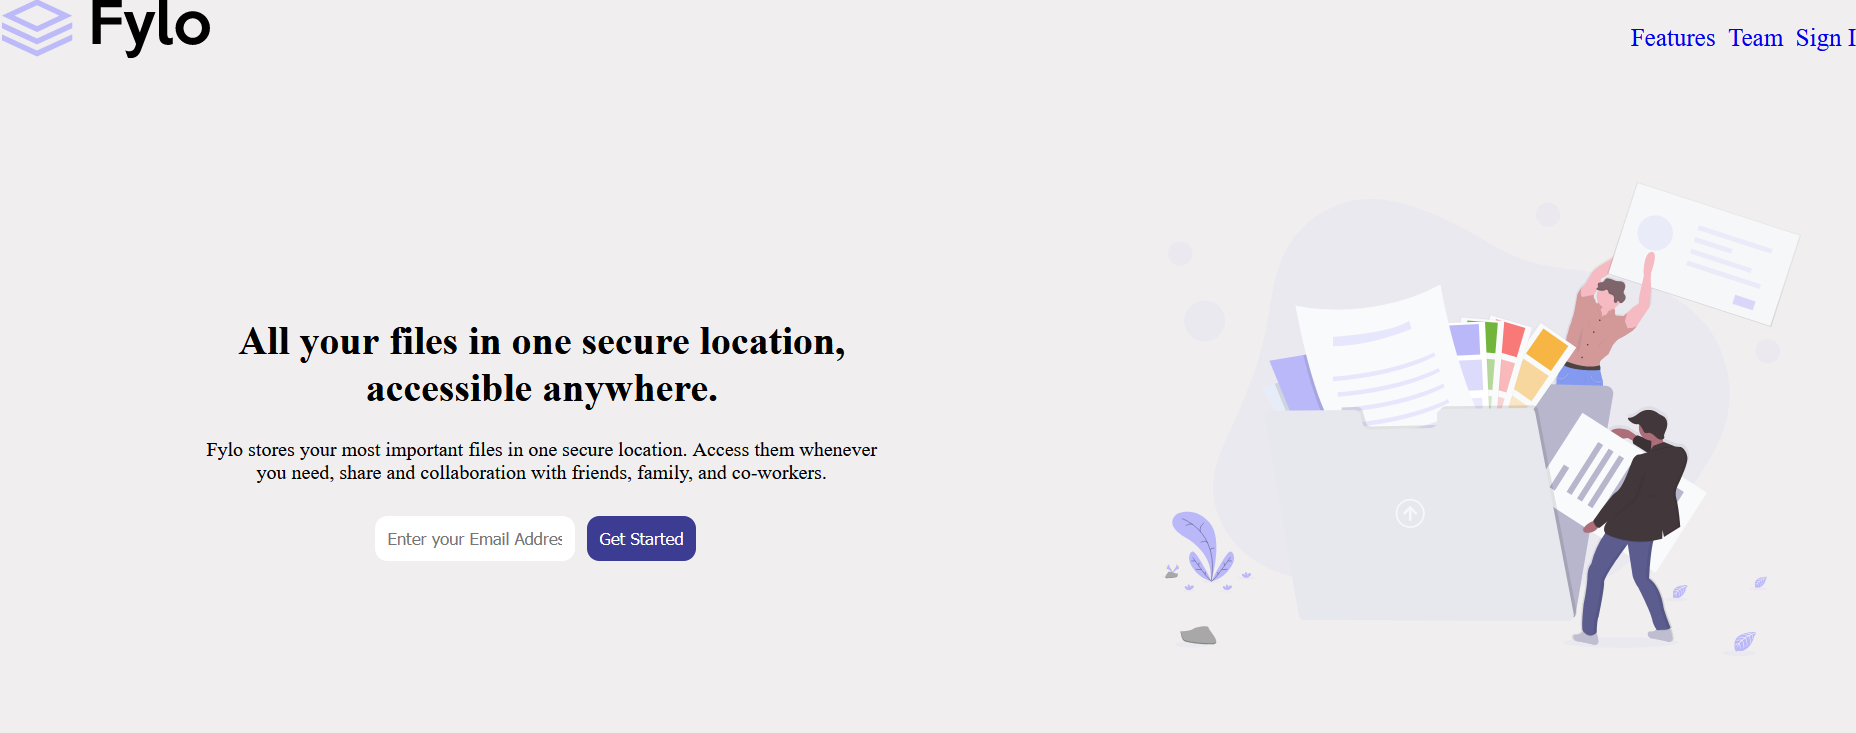 Fylo
Features Team Sign I
All your files in one secure location,
accessible anywhere.
Fylo stores your most important files in one secure location. Access them whenever
you need, share and collaboration with friends, family, and co-workers.
Enter your Email Addres
Get Started